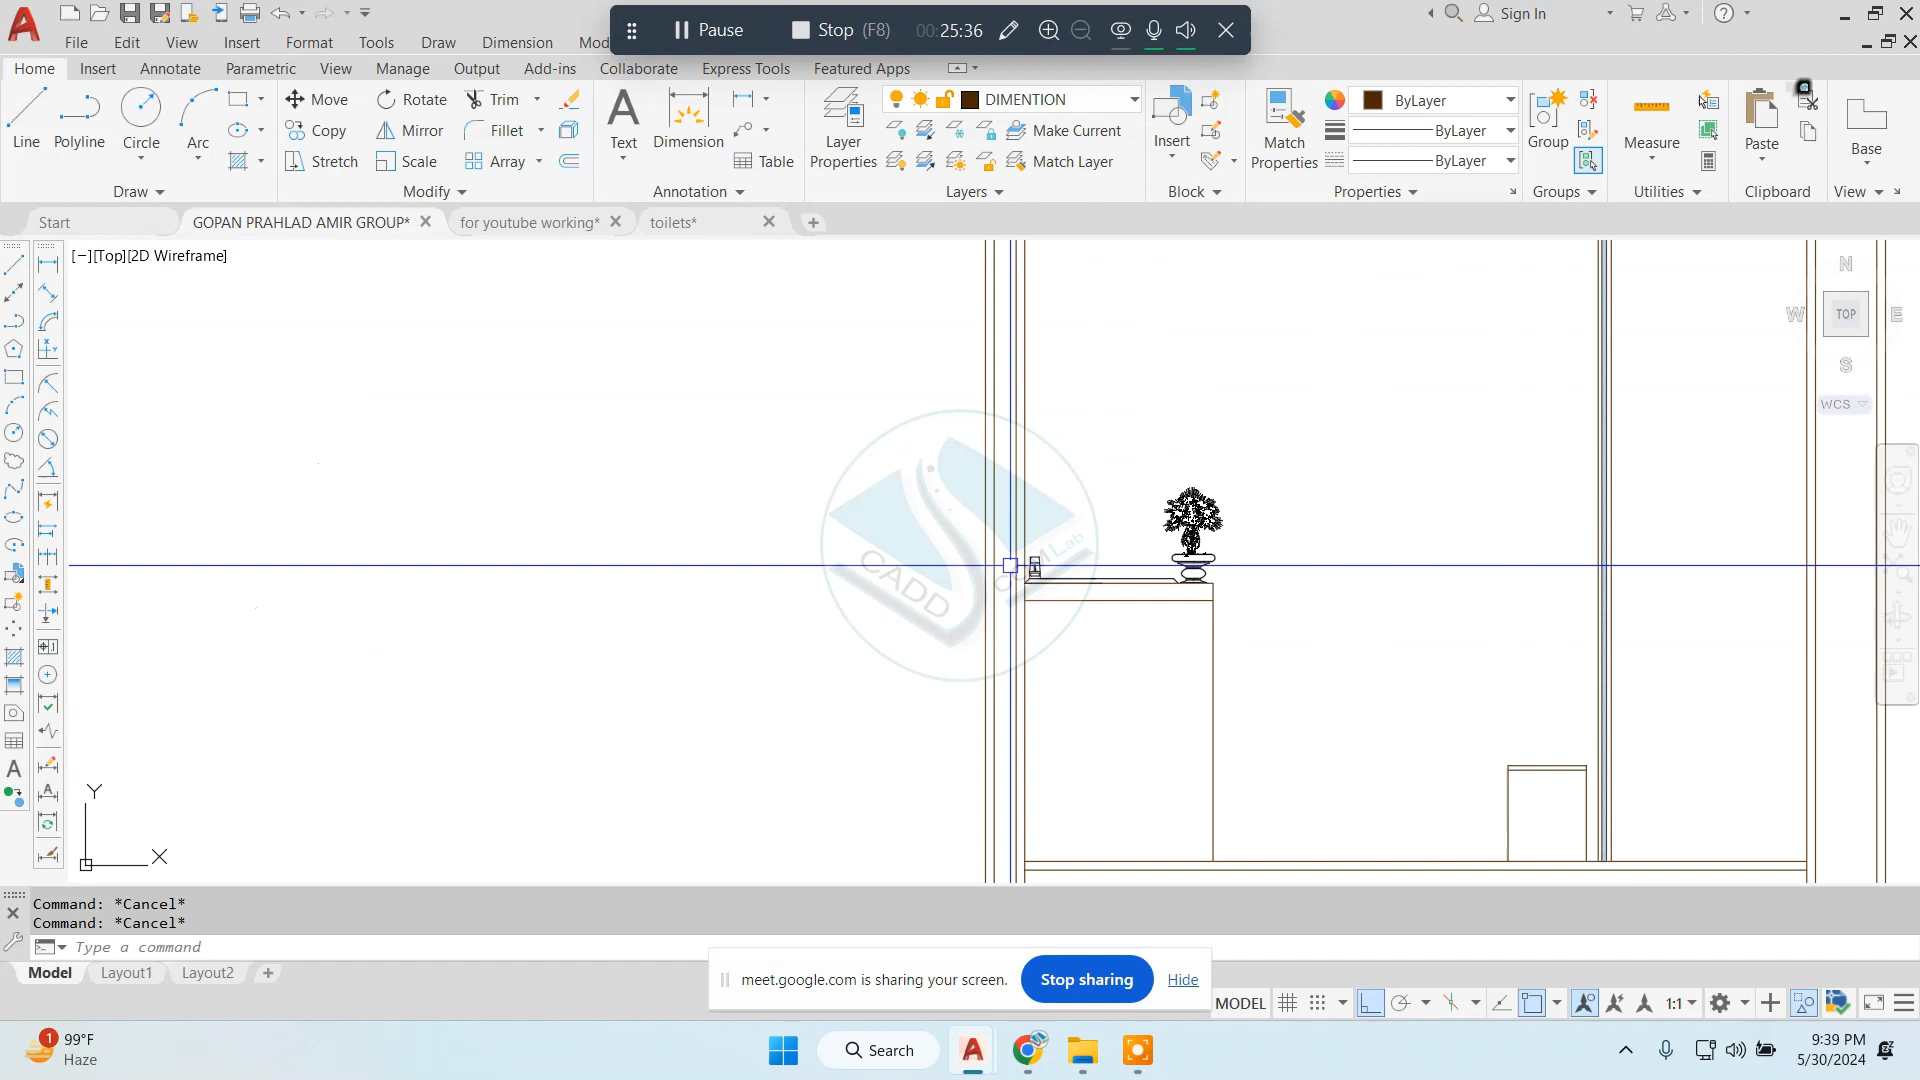 Pause
Stop (F8)
00:25:36
Sign In
File Edit View Insert Format Tools Draw Dimension Mod
Home Insert Annotate Parametric View Manage Output Add-ins Collaborate Express Tools Featured Apps
Line Polyline Circle Arc
Move Rotate Trim
Copy Mirror Fillet
Stretch Scale Array
Text Dimension Table
Layer Properties
DIMENTION
Make Current
Match Layer
Insert
Match Properties
ByLayer
ByLayer
ByLayer
Group
Measure
Paste
Base
Draw Modify Annotation Layers Block Properties Groups Utilities Clipboard View
Start GOPAN PRAHLAD AMIR GROUP* for youtube working* toilets*
[−][Top][2D Wireframe]
N
W TOP E
S
WCS
CADD
COM Lab
Y
X
Command: *Cancel*
Command: *Cancel*
Type a command
Model Layout1 Layout2
meet.google.com is sharing your screen. Stop sharing Hide
MODEL 1:1
1 99°F
Haze
Search
9:39 PM
5/30/2024